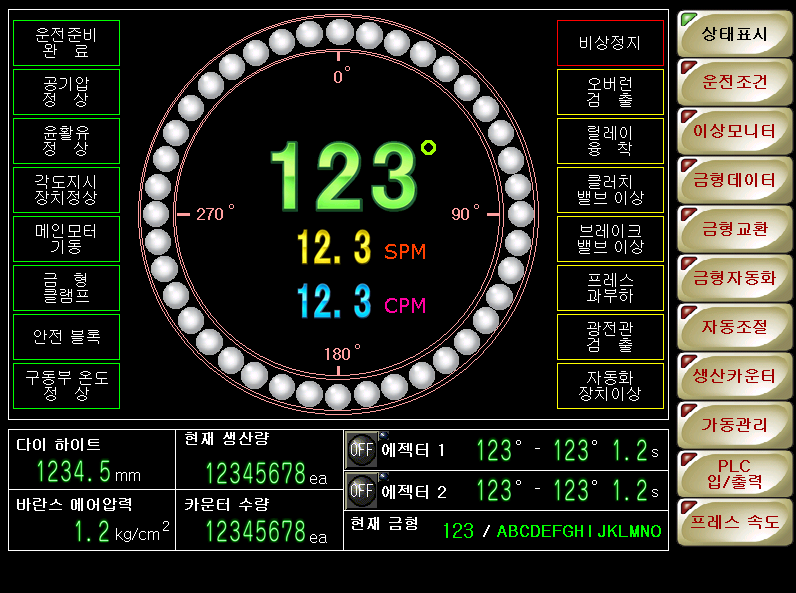 운전준비
완 료
공기압
정 상
윤활유
정 상
각도지시
장치정상
메인모터
기동
금 형
클램프
안전 블록
구동부 온도
정 상
0°
90°
180°
270°
123°
12.3 SPM
12.3 CPM
비상정지
오버런
검 출
릴레이
융 착
클러치
밸브 이상
브레이크
밸브 이상
프레스
과부하
광전관
검 출
자동화
장치이상
상태표시
운전조건
이상모니터
금형데이터
금형교환
금형자동화
자동조절
생산카운터
가동관리
PLC
입/출력
프레스 속도
다이 하이트
1234.5 mm
현재 생산량
12345678 ea
바란스 에어압력
1.2 kg/cm²
카운터 수량
12345678 ea
OFF 에젝터 1 123° - 123° 1.2 s
OFF 에젝터 2 123° - 123° 1.2 s
현재 금형 123 / ABCDEFGHIJKLMNO